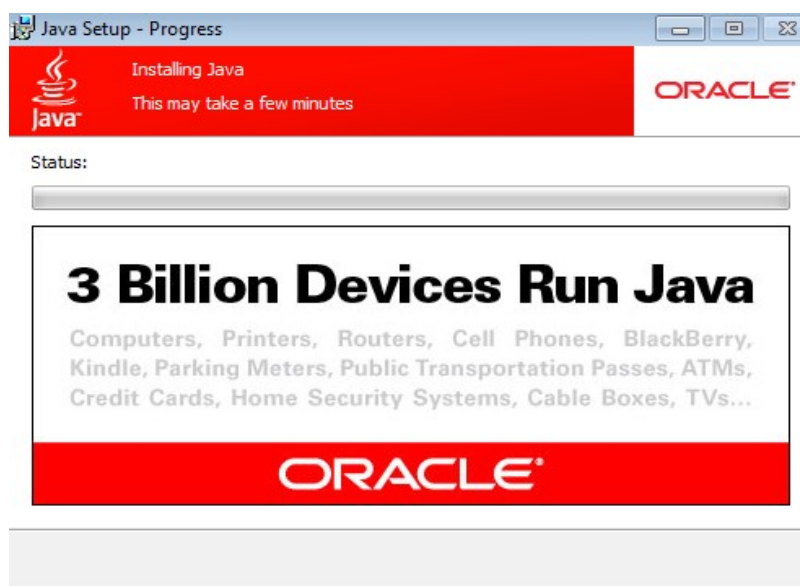 Java Setup - Progress
Installing Java
This may take a few minutes
Java
ORACLE
Status:
3 Billion Devices Run Java
Computers, Printers, Routers, Cell Phones, BlackBerry,
Kindle, Parking Meters, Public Transportation Passes, ATMs,
Credit Cards, Home Security Systems, Cable Boxes, TVs...
ORACLE